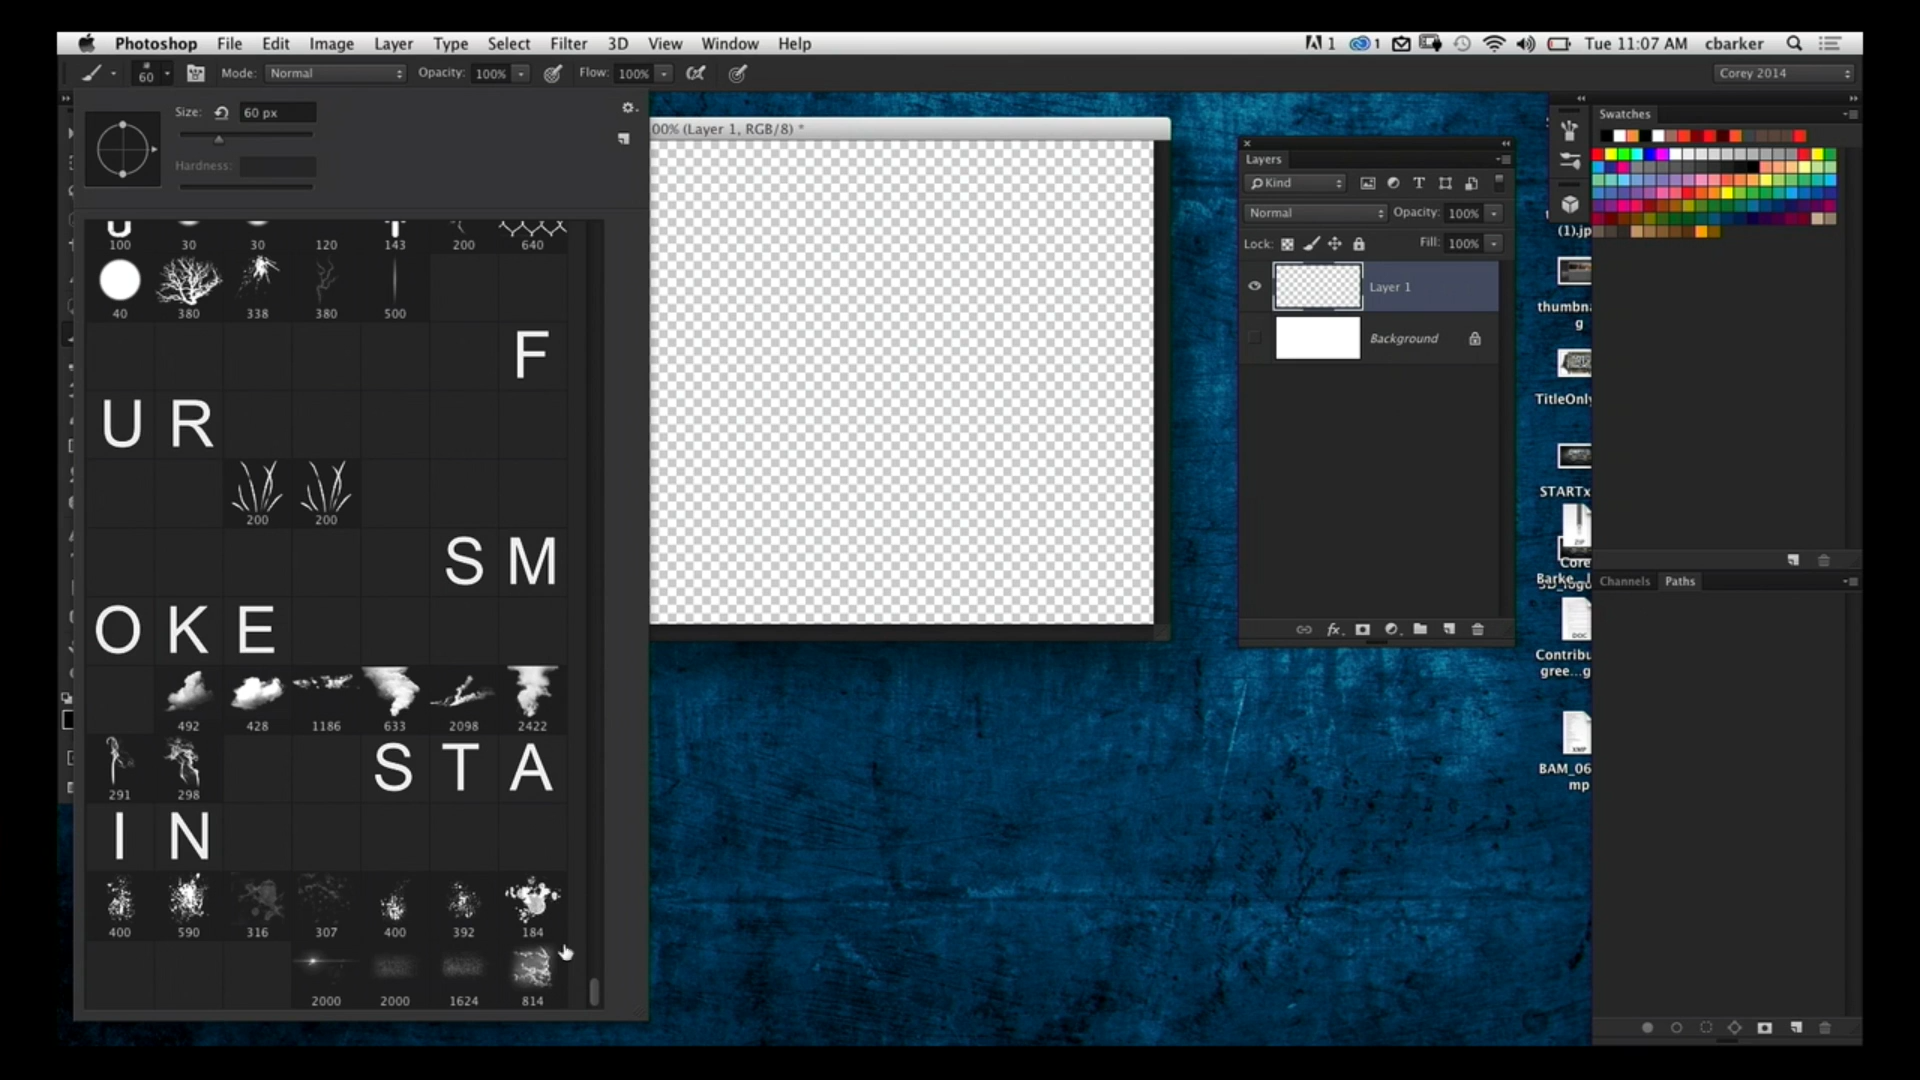 Photoshop File Edit Image Layer Type Select Filter 3D View Window Help 1 1 Tue 11:07 AM cbarker
60 Mode: Normal Opacity: 100% Flow: 100% Corey 2014
Size: 60 px
Hardness:
00% (Layer 1, RGB/8) *
100 30 30 120 143 200 640
40 380 338 380 500
F
U R
200 200
S M
O K E
492 428 1186 633 2098 2422
291 298
S T A
I N
400 590 316 307 400 392 184
2000 2000 1624 814
Layers
Kind
Normal Opacity: 100%
Lock: Fill: 100%
Layer 1
Background
(1).jp
thumbna
g
TitleOnly
STARTx
ZIP
Core
Barke...l
DOC
Contribu
gree...g
XMP
BAM_06
mp
Swatches
Channels Paths